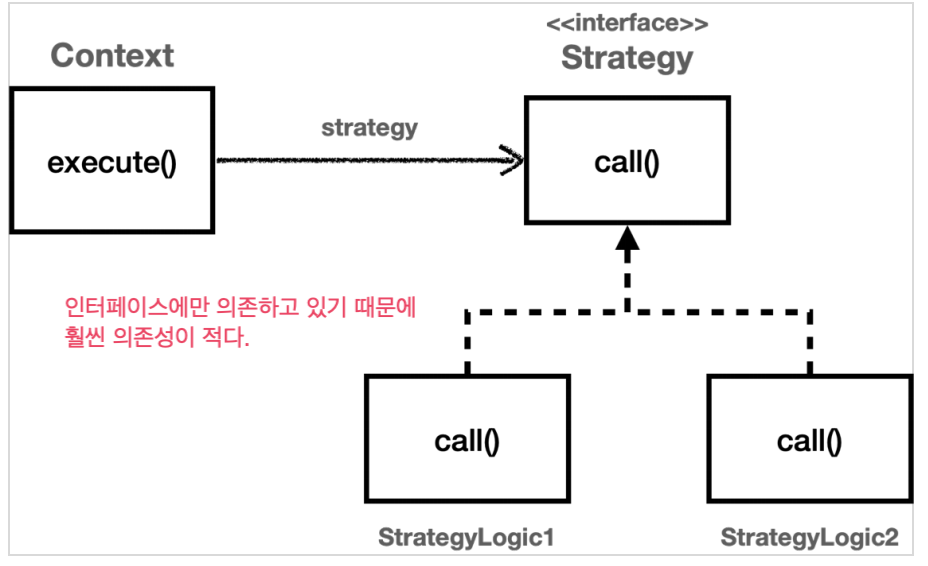 <<interface>>
Context
Strategy
strategy
execute()
call()
인터페이스에만 의존하고 있기 때문에
훨씬 의존성이 적다.
call()
call()
StrategyLogic1
StrategyLogic2